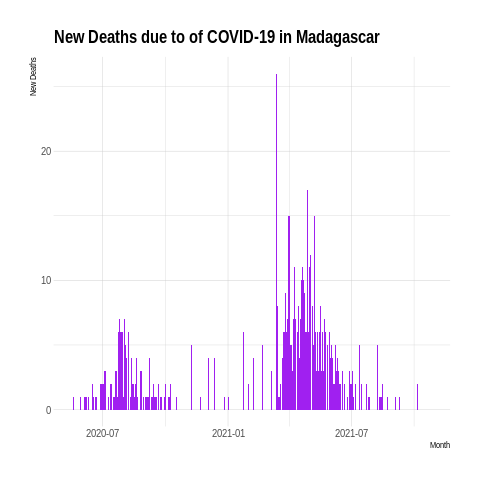 New Deaths due to of COVID-19 in Madagascar
New Deaths
20
10
0
2020-07
2021-01
2021-07
Month